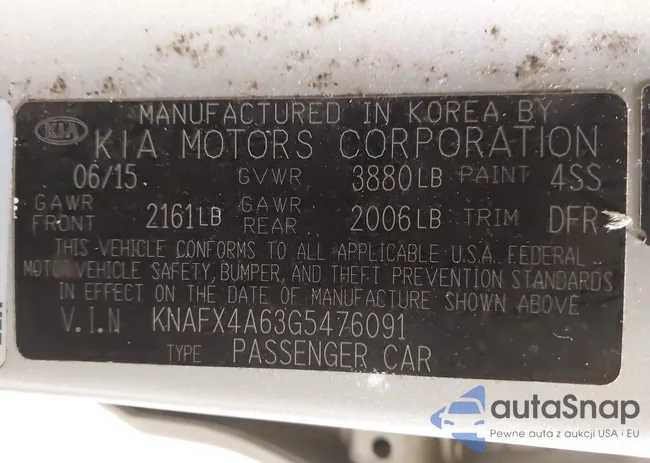 MANUFACTURED IN KOREA BY
KIA KIA MOTORS CORPORATION
06/15 GVWR 3880LB PAINT 4SS
GAWR FRONT 2161LB GAWR REAR 2006LB TRIM DFR
THIS VEHICLE CONFORMS TO ALL APPLICABLE U.S.A. FEDERAL
MOTOR VEHICLE SAFETY, BUMPER, AND THEFT PREVENTION STANDARDS
IN EFFECT ON THE DATE OF MANUFACTURE SHOWN ABOVE
V.I.N KNAFX4A63G5476091
TYPE PASSENGER CAR
autaSnap
Pewne auta z aukcji USA i EU